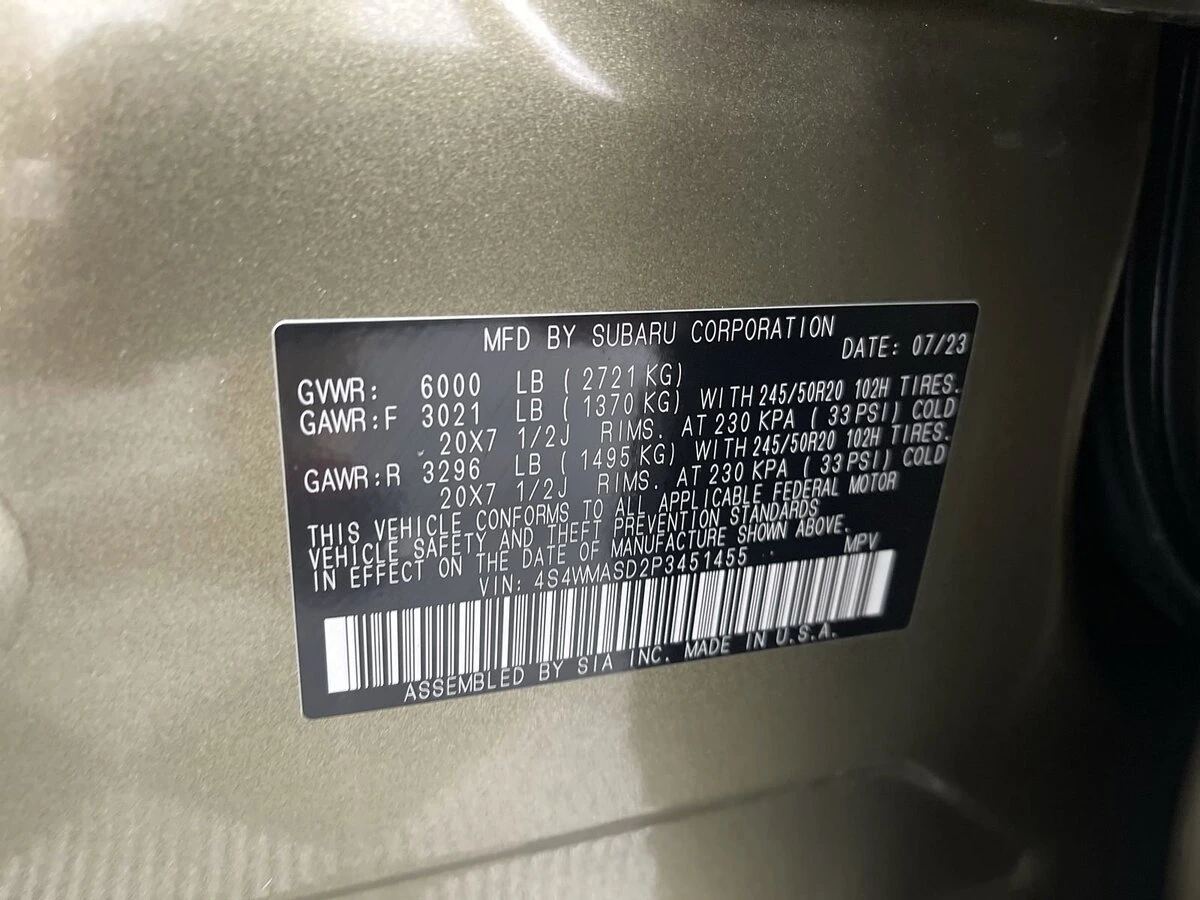 MFD BY SUBARU CORPORATION
DATE: 07/23
GVWR: 6000 LB ( 2721 KG)
GAWR:F 3021 LB ( 1370 KG) WITH 245/50R20 102H TIRES.
20X7 1/2J RIMS. AT 230 KPA ( 33 PSI) COLD
GAWR:R 3296 LB ( 1495 KG) WITH 245/50R20 102H TIRES.
20X7 1/2J RIMS. AT 230 KPA ( 33 PSI) COLD
THIS VEHICLE CONFORMS TO ALL APPLICABLE FEDERAL MOTOR
VEHICLE SAFETY AND THEFT PREVENTION STANDARDS
IN EFFECT ON THE DATE OF MANUFACTURE SHOWN ABOVE.
VIN: 4S4WMASD2P3451455 MPV
ASSEMBLED BY SIA INC. MADE IN U.S.A.